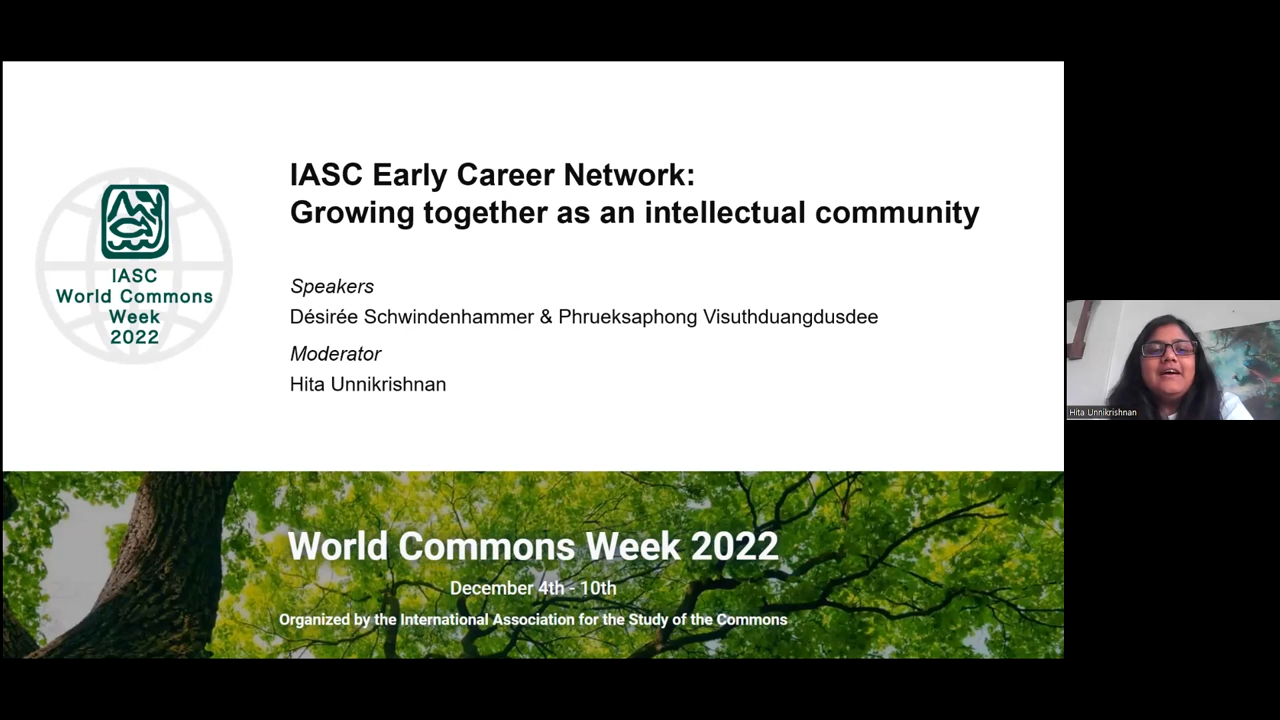 IASC Early Career Network:
Growing together as an intellectual community
IASC
World Commons
Week
2022
Speakers
Désirée Schwindenhammer & Phrueksaphong Visuthduangdusdee
Moderator
Hita Unnikrishnan
Hita Unnikrishnan
World Commons Week 2022
December 4th - 10th
Organized by the International Association for the Study of the Commons